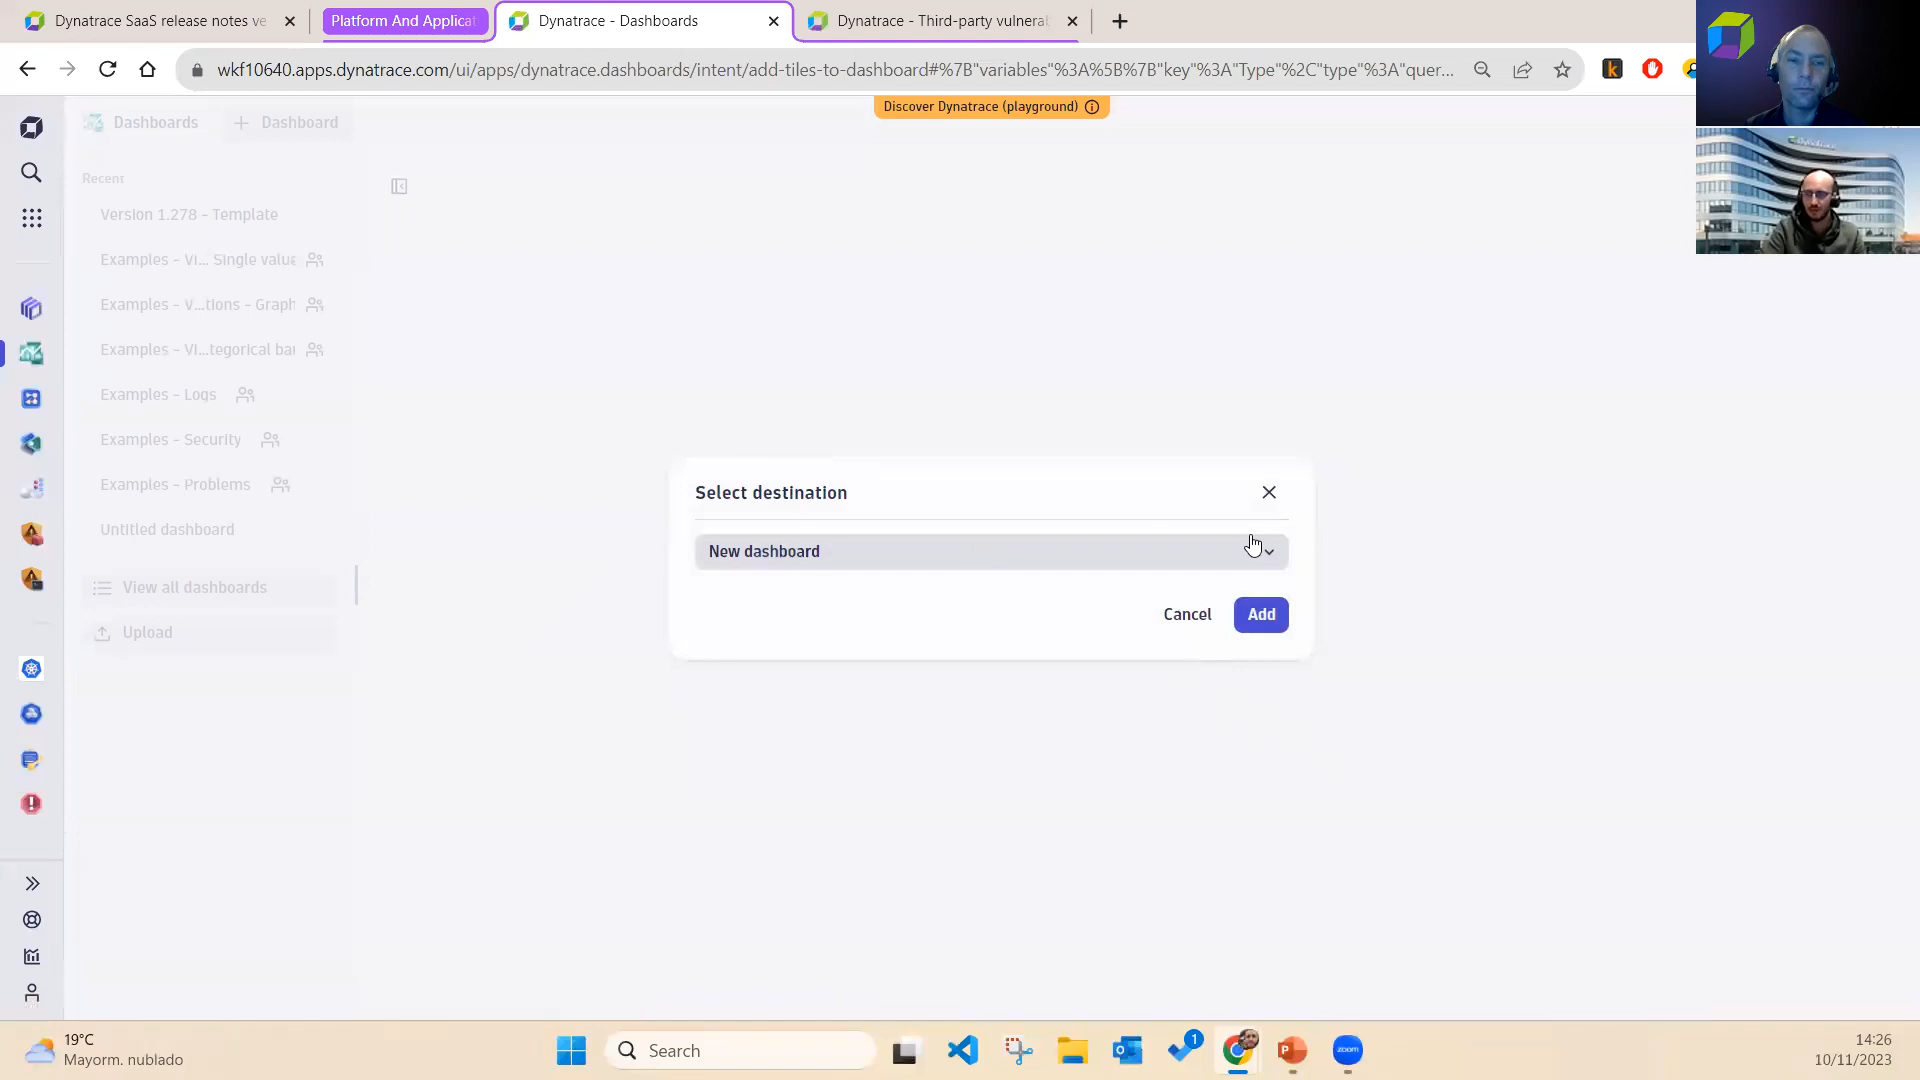 Dynatrace SaaS release notes ve
Platform And Applicat
Dynatrace - Dashboards
Dynatrace - Third-party vulnera
wkf10640.apps.dynatrace.com/ui/apps/dynatrace.dashboards/intent/add-tiles-to-dashboard#%7B"variables"%3A%5B%7B"key"%3A"Type"%2C"type"%3A"quer...
Discover Dynatrace (playground)
Dashboards
Dashboard
Recent
Version 1.278 - Template
Examples - Vi... Single value
Examples - V...tions - Graph
Examples - Vi...tegorical bar
Examples - Logs
Examples - Security
Examples - Problems
Untitled dashboard
View all dashboards
Upload
Select destination
New dashboard
Cancel
Add
19°C
Mayorm. nublado
Search
1
zoom
14:26
10/11/2023